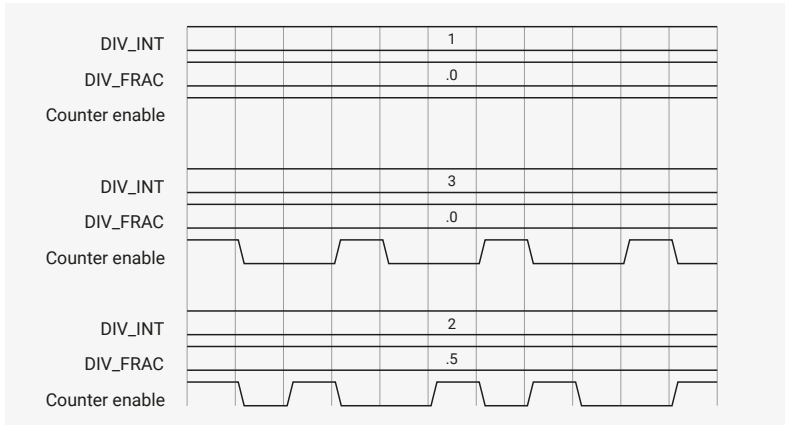 DIV_INT 1
DIV_FRAC .0
Counter enable
DIV_INT 3
DIV_FRAC .0
Counter enable
DIV_INT 2
DIV_FRAC .5
Counter enable